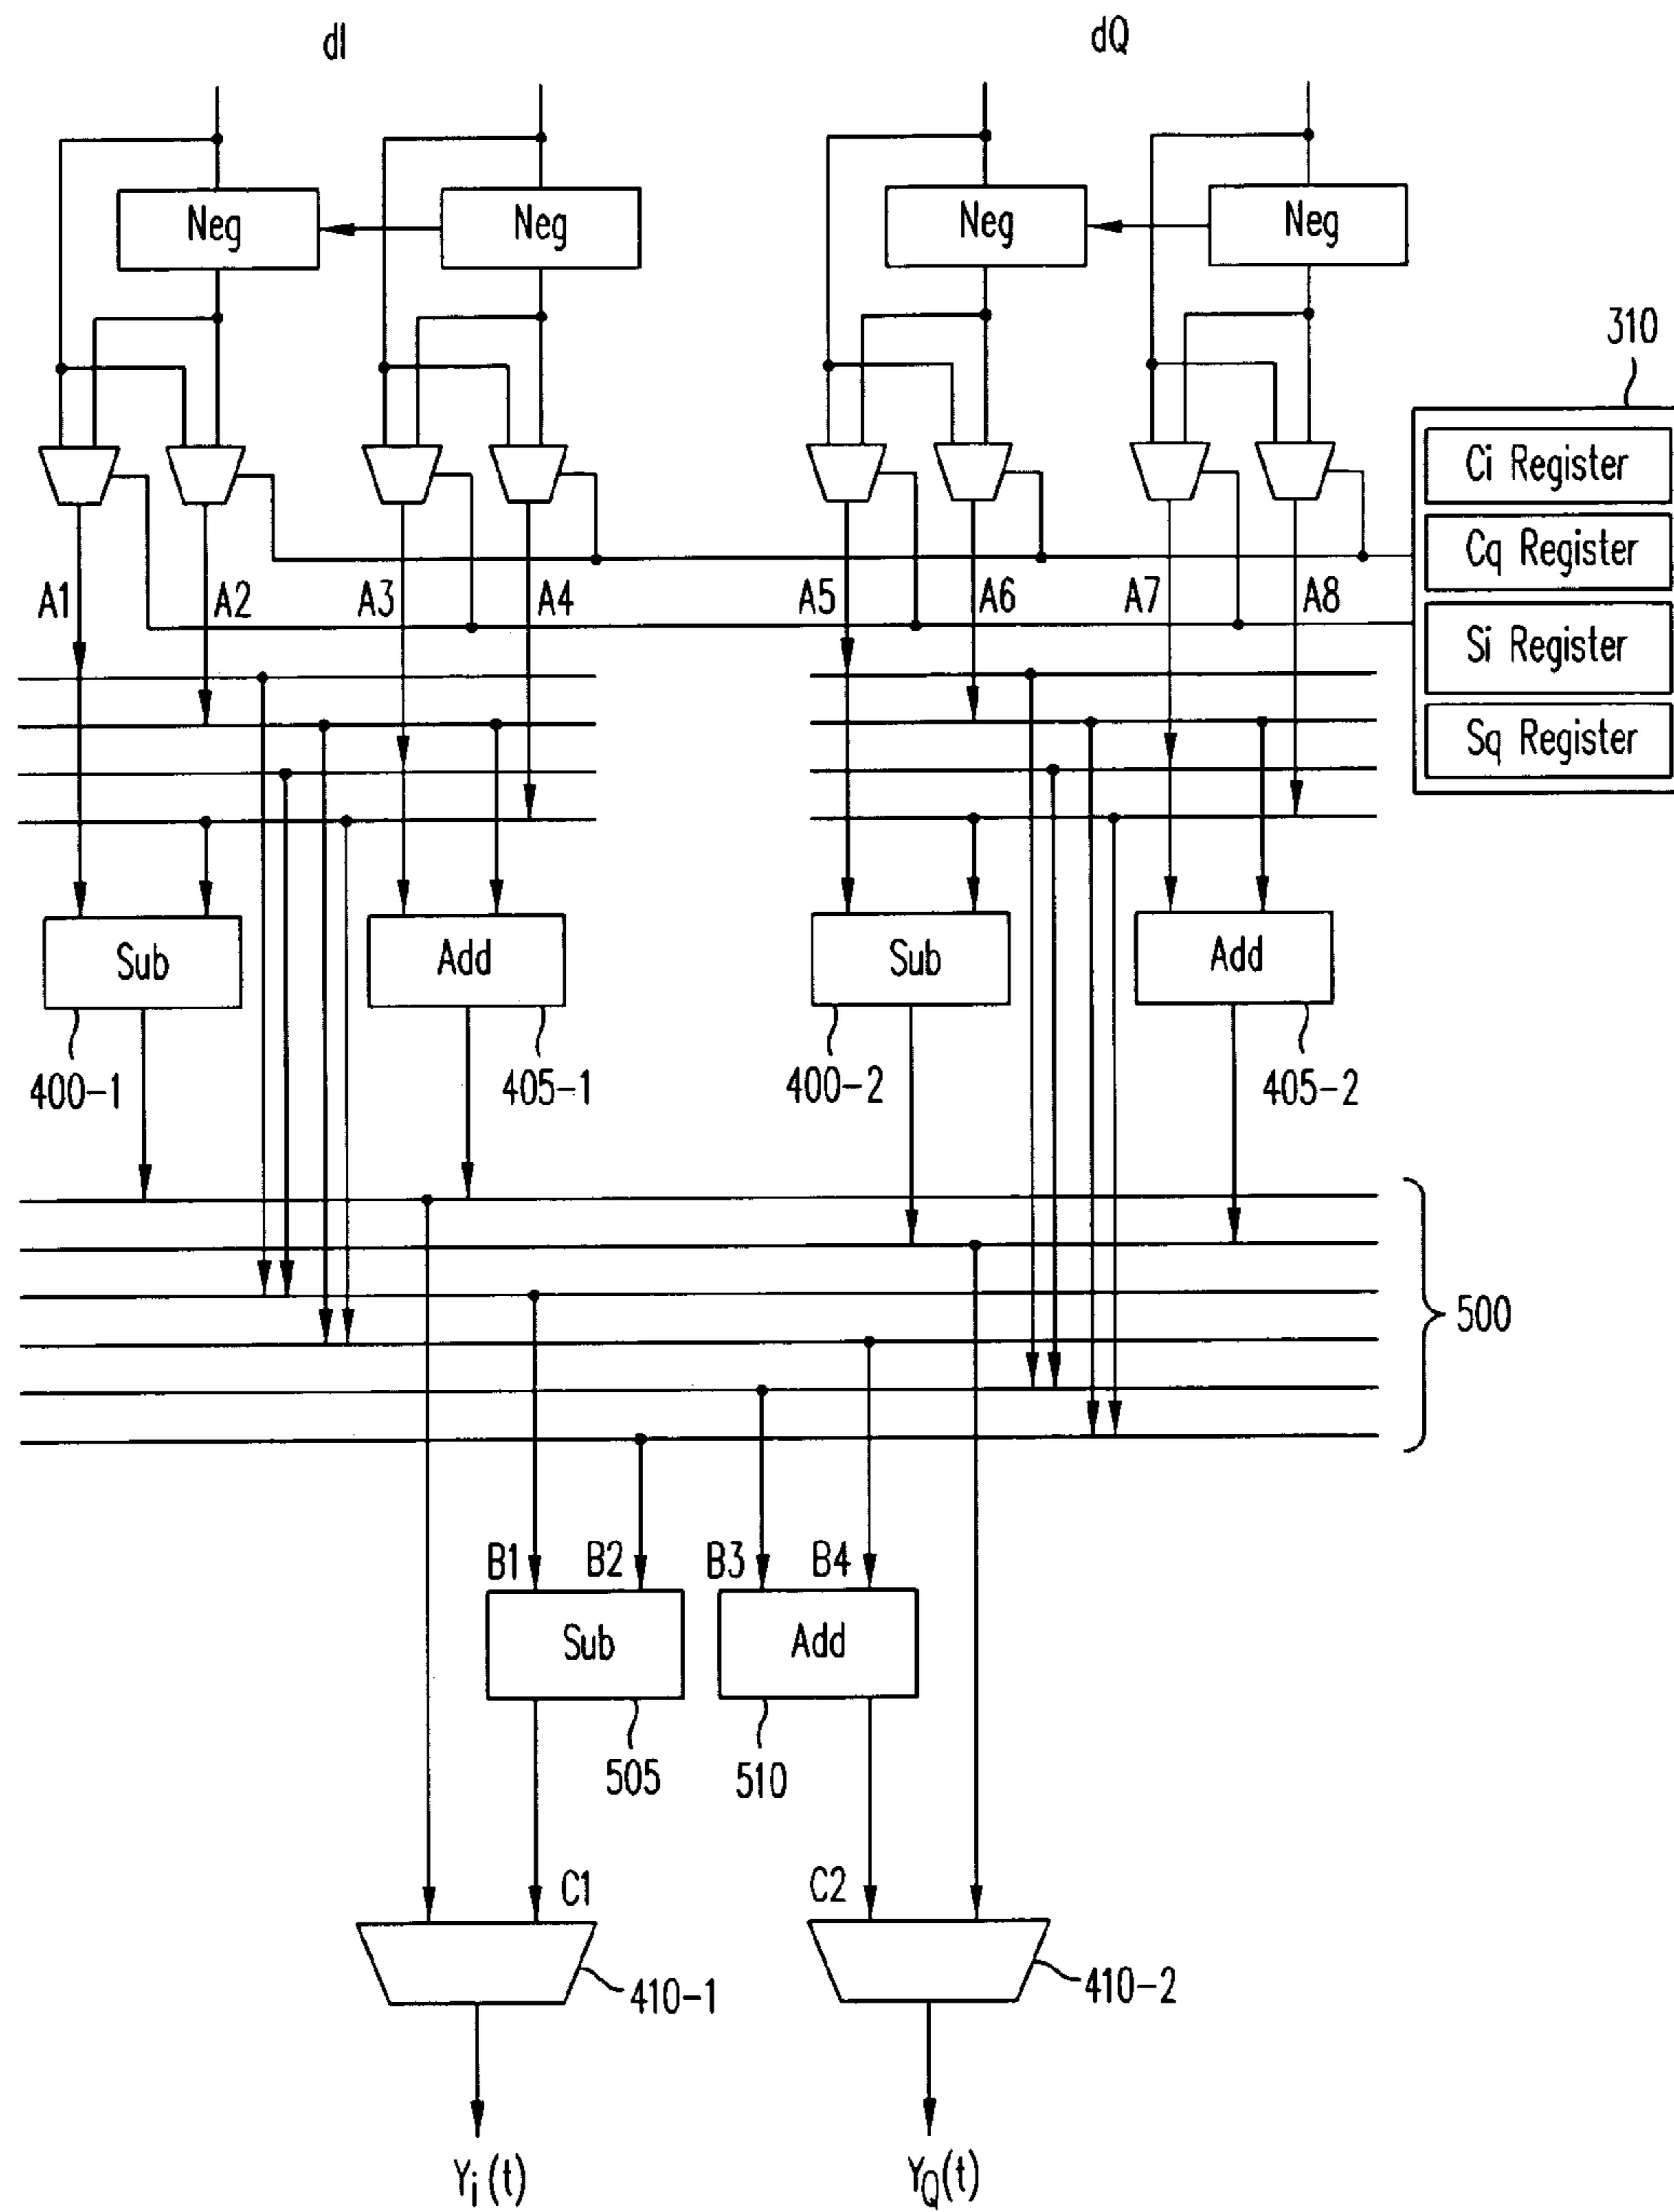 dI dQ
Neg Neg Neg Neg
310
Ci Register
Cq Register
Si Register
Sq Register
A1 A2 A3 A4 A5 A6 A7 A8
Sub Add Sub Add
400-1 405-1 400-2 405-2
500
B1 B2 B3 B4
Sub Add
505 510
C1 C2
410-1 410-2
Yi(t) YQ(t)